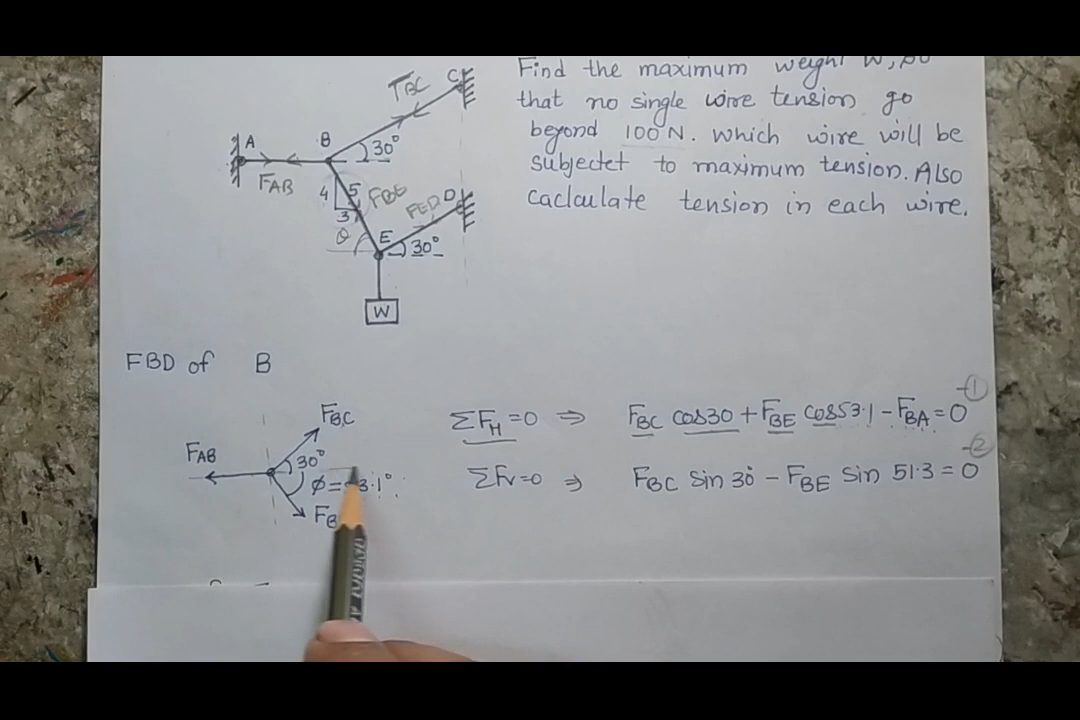 Find the maximum weight W, so
that no single wire tension go
beyond 100 N. which wire will be
subjectet to maximum tension. Also
caclculate tension in each wire.
A
B
C
TBC
30°
FAB
4
5
3
FBE
FED
D
θ
E
30°
W
FBD of B
FBC
FAB
30°
ΣFH=0 ⇒ FBC cos30 + FBE cos53.1 - FBA = 0 -①
ΣFv=0 ⇒ FBC sin 30 - FBE sin 51.3 = 0 -②